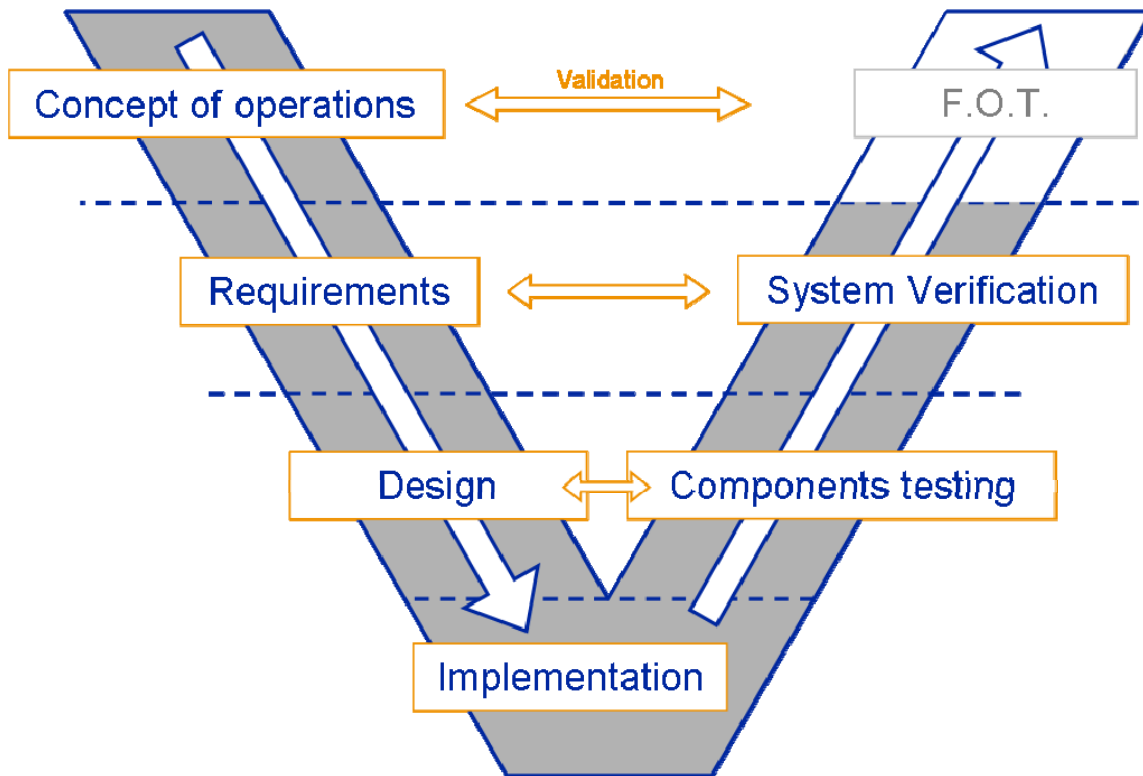 Validation
Concept of operations
F.O.T.
Requirements
System Verification
Design
Components testing
Implementation